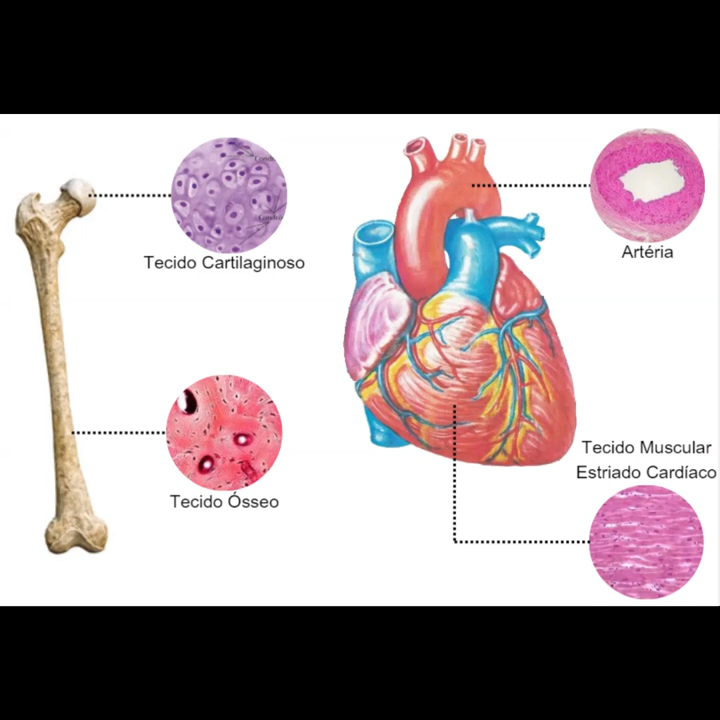 Tecido Cartilaginoso
Artéria
Tecido Ósseo
Tecido Muscular
Estriado Cardíaco